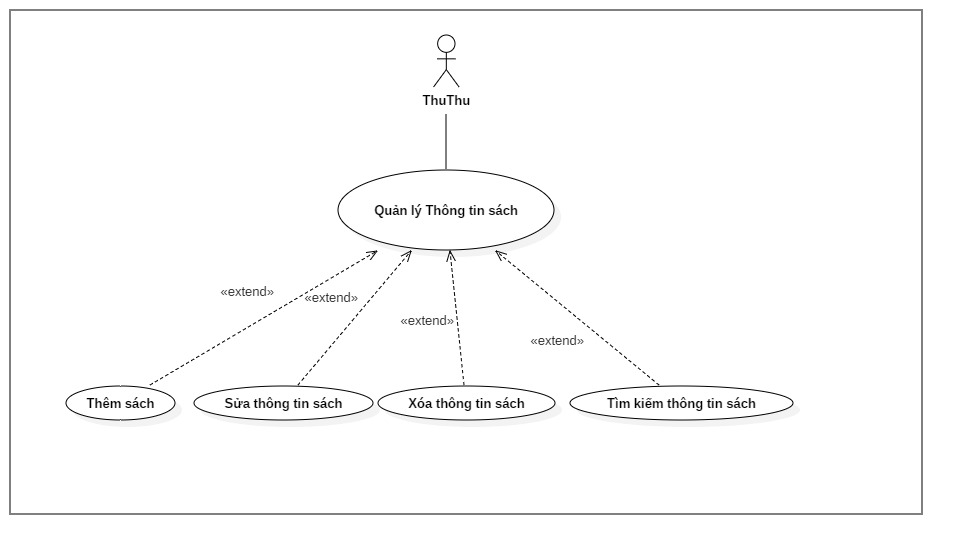 ThuThu
Quản lý Thông tin sách
«extend»
«extend»
«extend»
«extend»
Thêm sách
Sửa thông tin sách
Xóa thông tin sách
Tìm kiếm thông tin sách